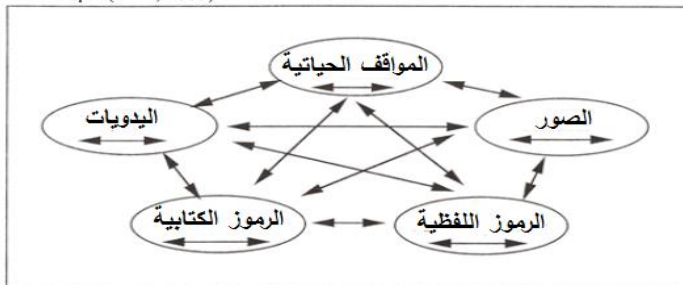 المواقف الحياتية
الصور
اليدويات
الرموز اللفظية
الرموز الكتابية